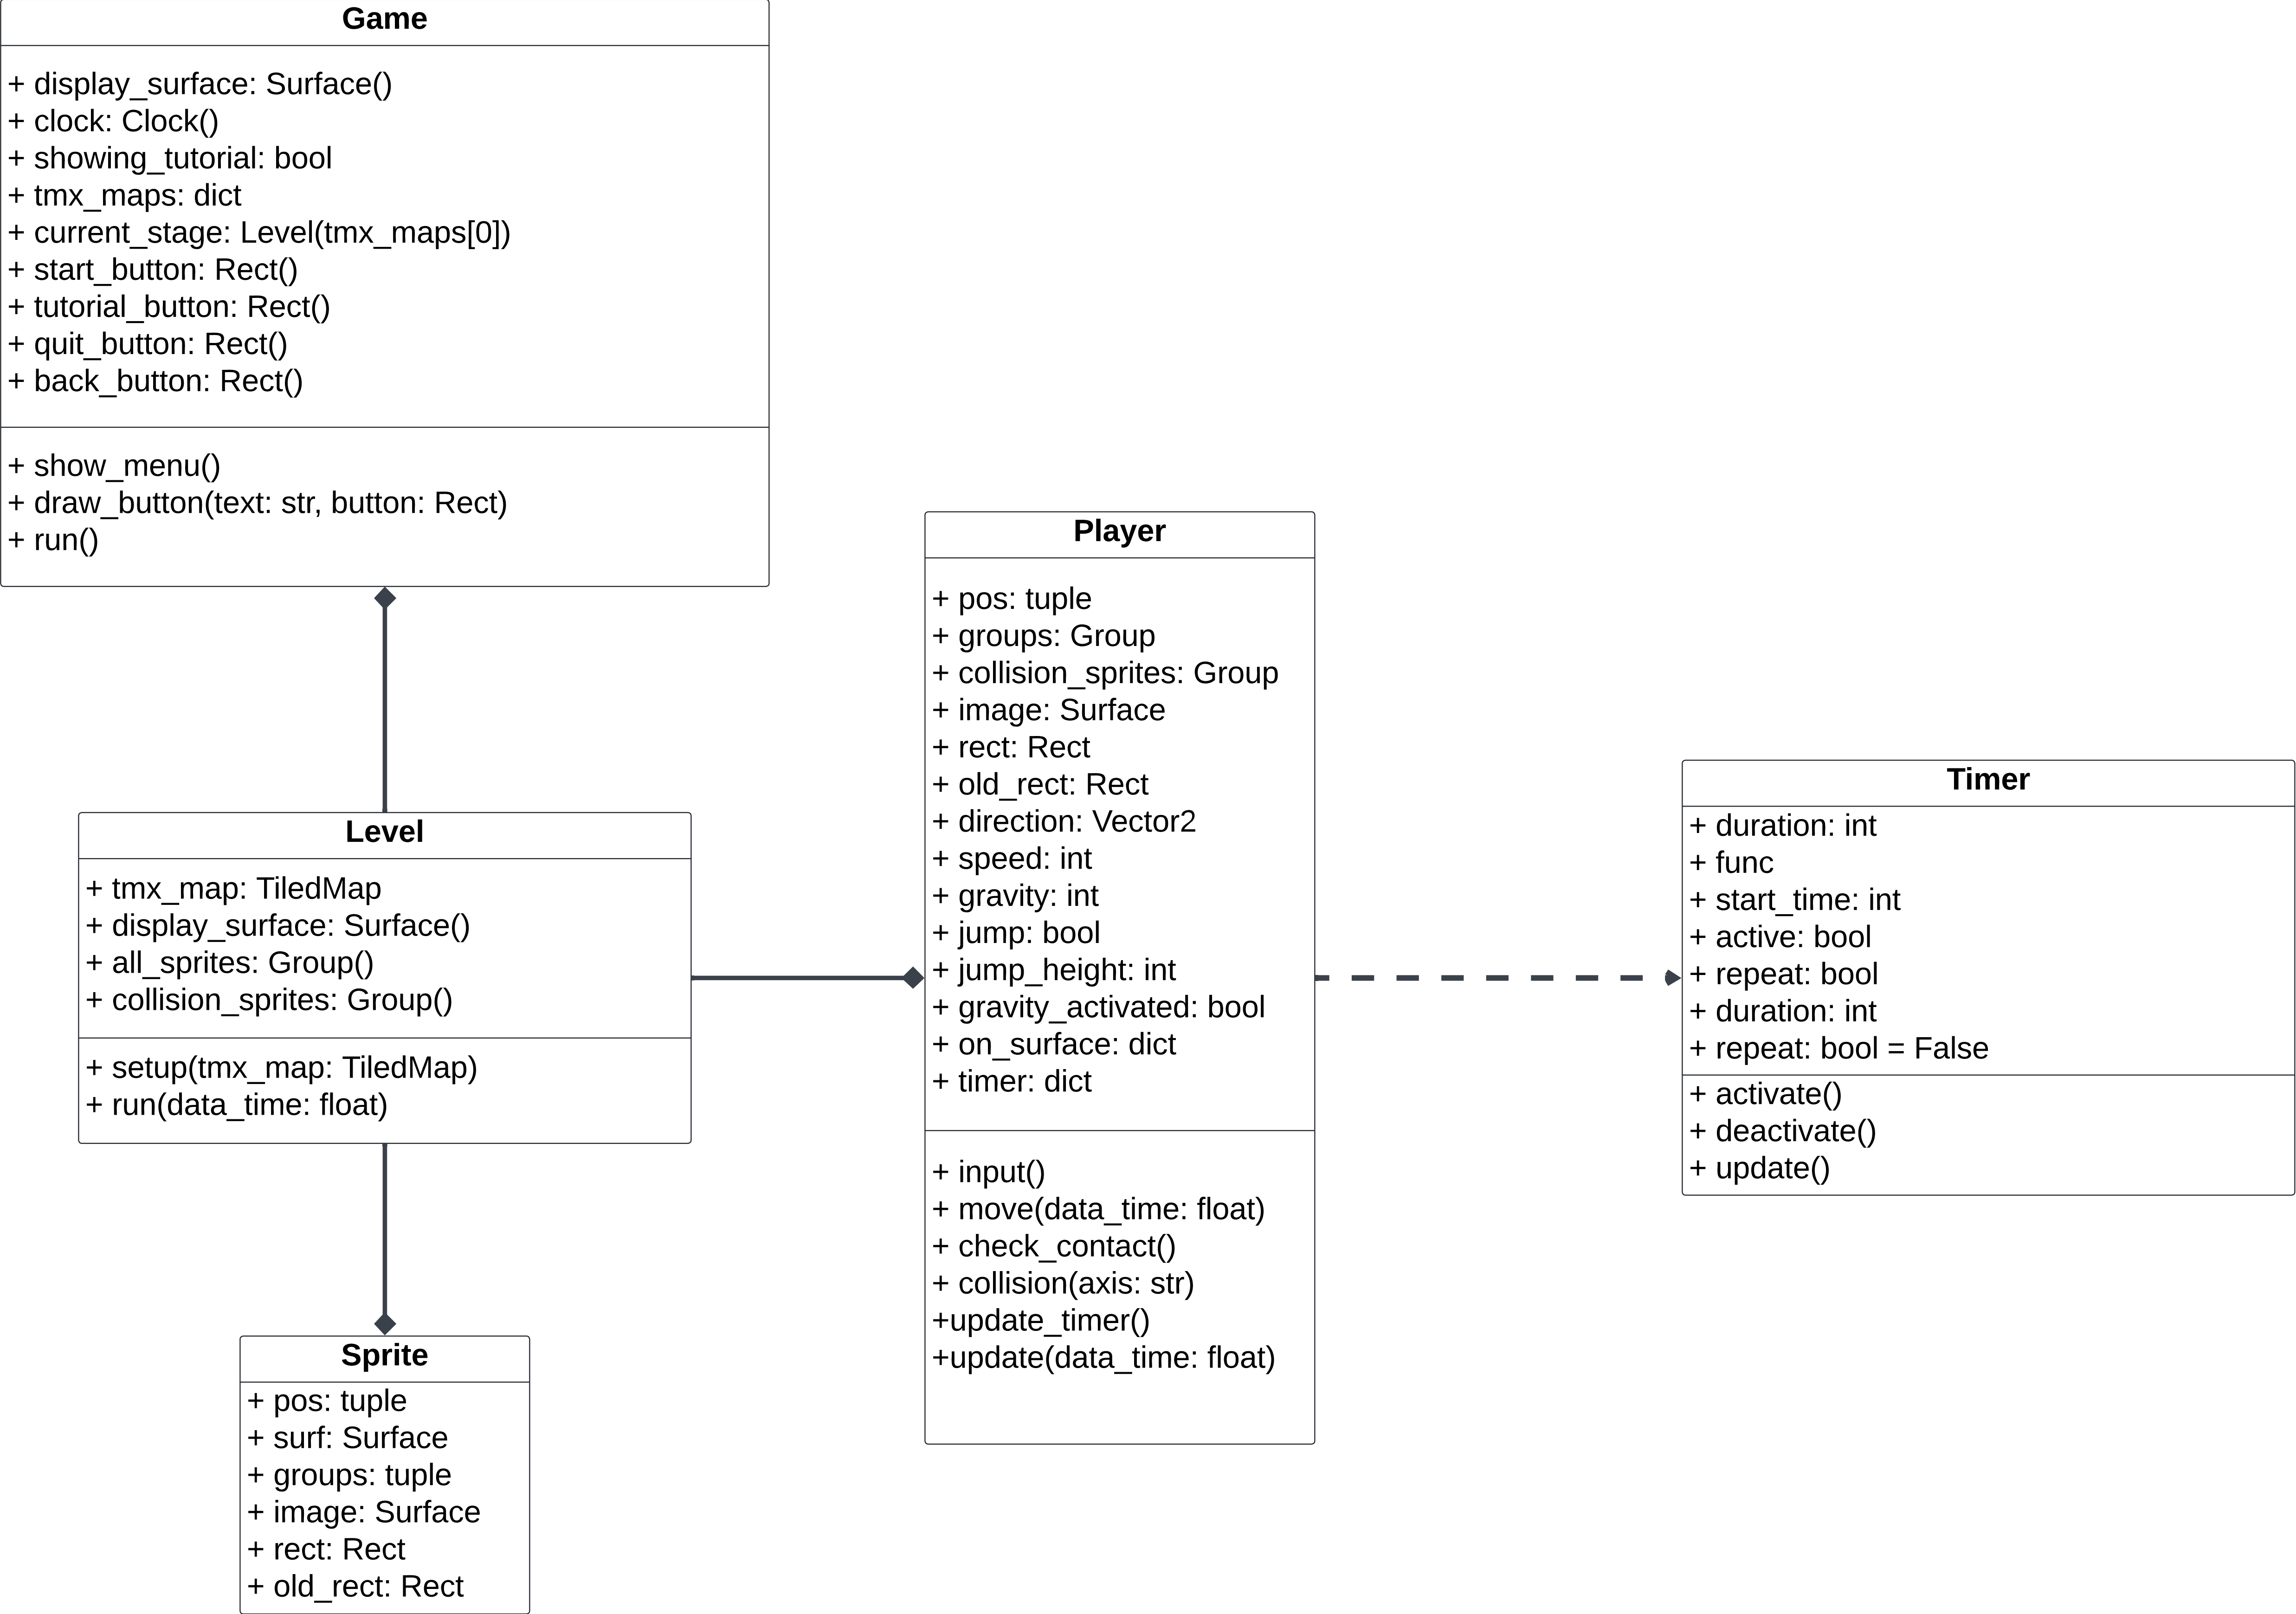 Game
+ display_surface: Surface()
+ clock: Clock()
+ showing_tutorial: bool
+ tmx_maps: dict
+ current_stage: Level(tmx_maps[0])
+ start_button: Rect()
+ tutorial_button: Rect()
+ quit_button: Rect()
+ back_button: Rect()
+ show_menu()
+ draw_button(text: str, button: Rect)
+ run()
Level
+ tmx_map: TiledMap
+ display_surface: Surface()
+ all_sprites: Group()
+ collision_sprites: Group()
+ setup(tmx_map: TiledMap)
+ run(data_time: float)
Sprite
+ pos: tuple
+ surf: Surface
+ groups: tuple
+ image: Surface
+ rect: Rect
+ old_rect: Rect
Player
+ pos: tuple
+ groups: Group
+ collision_sprites: Group
+ image: Surface
+ rect: Rect
+ old_rect: Rect
+ direction: Vector2
+ speed: int
+ gravity: int
+ jump: bool
+ jump_height: int
+ gravity_activated: bool
+ on_surface: dict
+ timer: dict
+ input()
+ move(data_time: float)
+ check_contact()
+ collision(axis: str)
+update_timer()
+update(data_time: float)
Timer
+ duration: int
+ func
+ start_time: int
+ active: bool
+ repeat: bool
+ duration: int
+ repeat: bool = False
+ activate()
+ deactivate()
+ update()